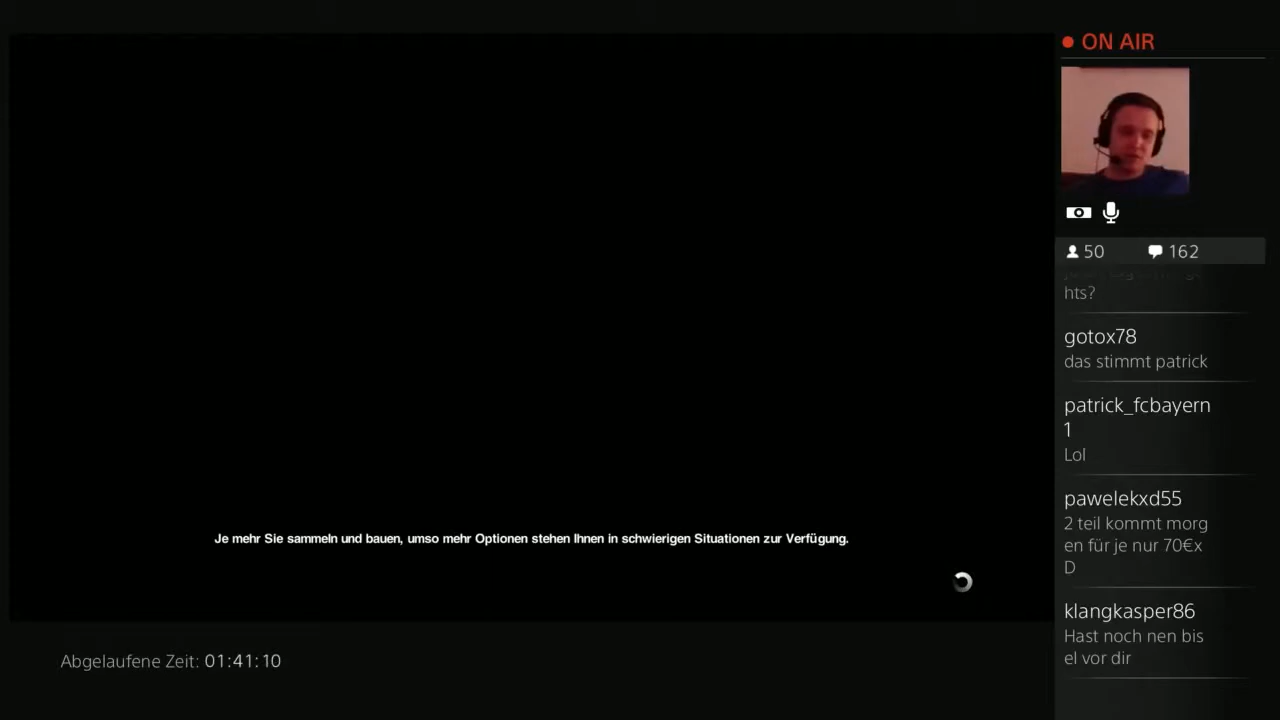 ON AIR
50 162
hts?
gotox78
das stimmt patrick
patrick_fcbayern
1
Lol
pawelekxd55
2 teil kommt morg
en für je nur 70€x
D
klangkasper86
Hast noch nen bis
el vor dir
Je mehr Sie sammeln und bauen, umso mehr Optionen stehen Ihnen in schwierigen Situationen zur Verfügung.
Abgelaufene Zeit: 01:41:10